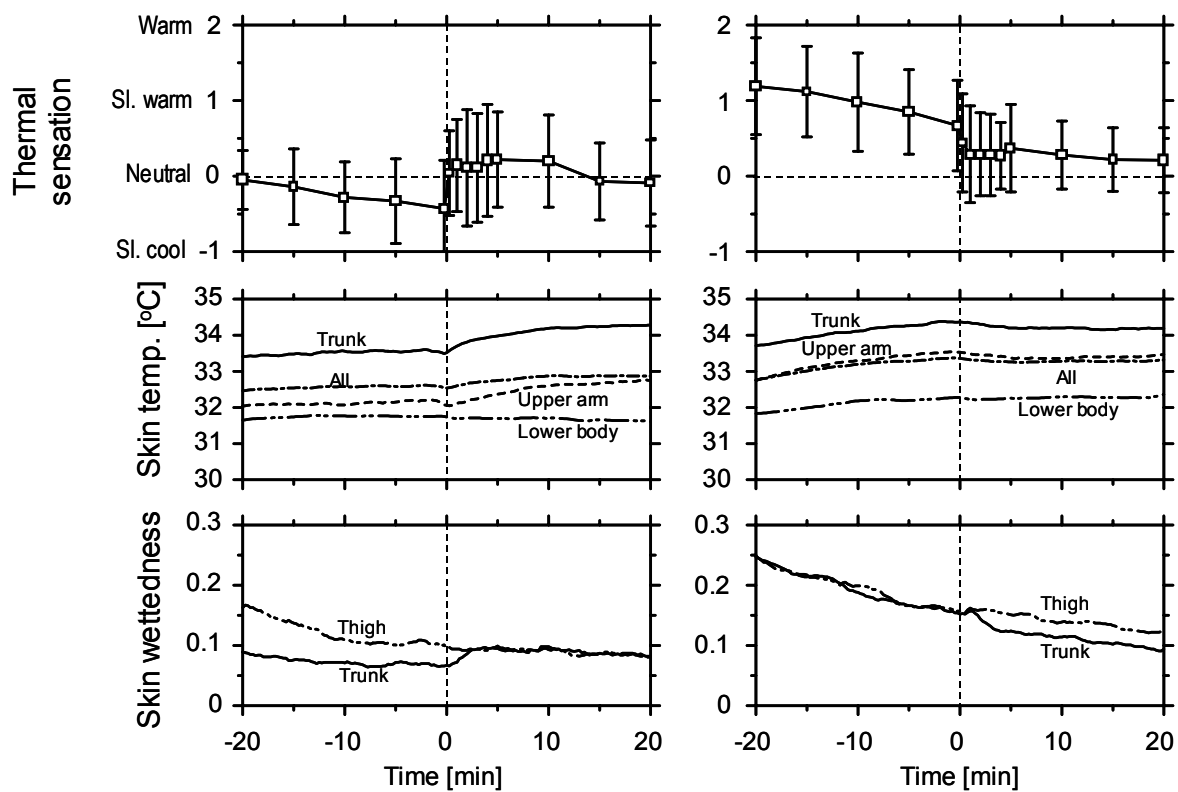 Thermal
sensation
Warm 2
Sl. warm 1
Neutral 0
Sl. cool -1
2
1
0
-1
Skin temp. [ºC]
35
34
33
32
31
30
Trunk
All
Upper arm
Lower body
35
34
33
32
31
30
Trunk
Upper arm
All
Lower body
Skin wettedness
0.3
0.2
0.1
0
Thigh
Trunk
-20 -10 0 10 20
Time [min]
0.3
0.2
0.1
0
Thigh
Trunk
-20 -10 0 10 20
Time [min]